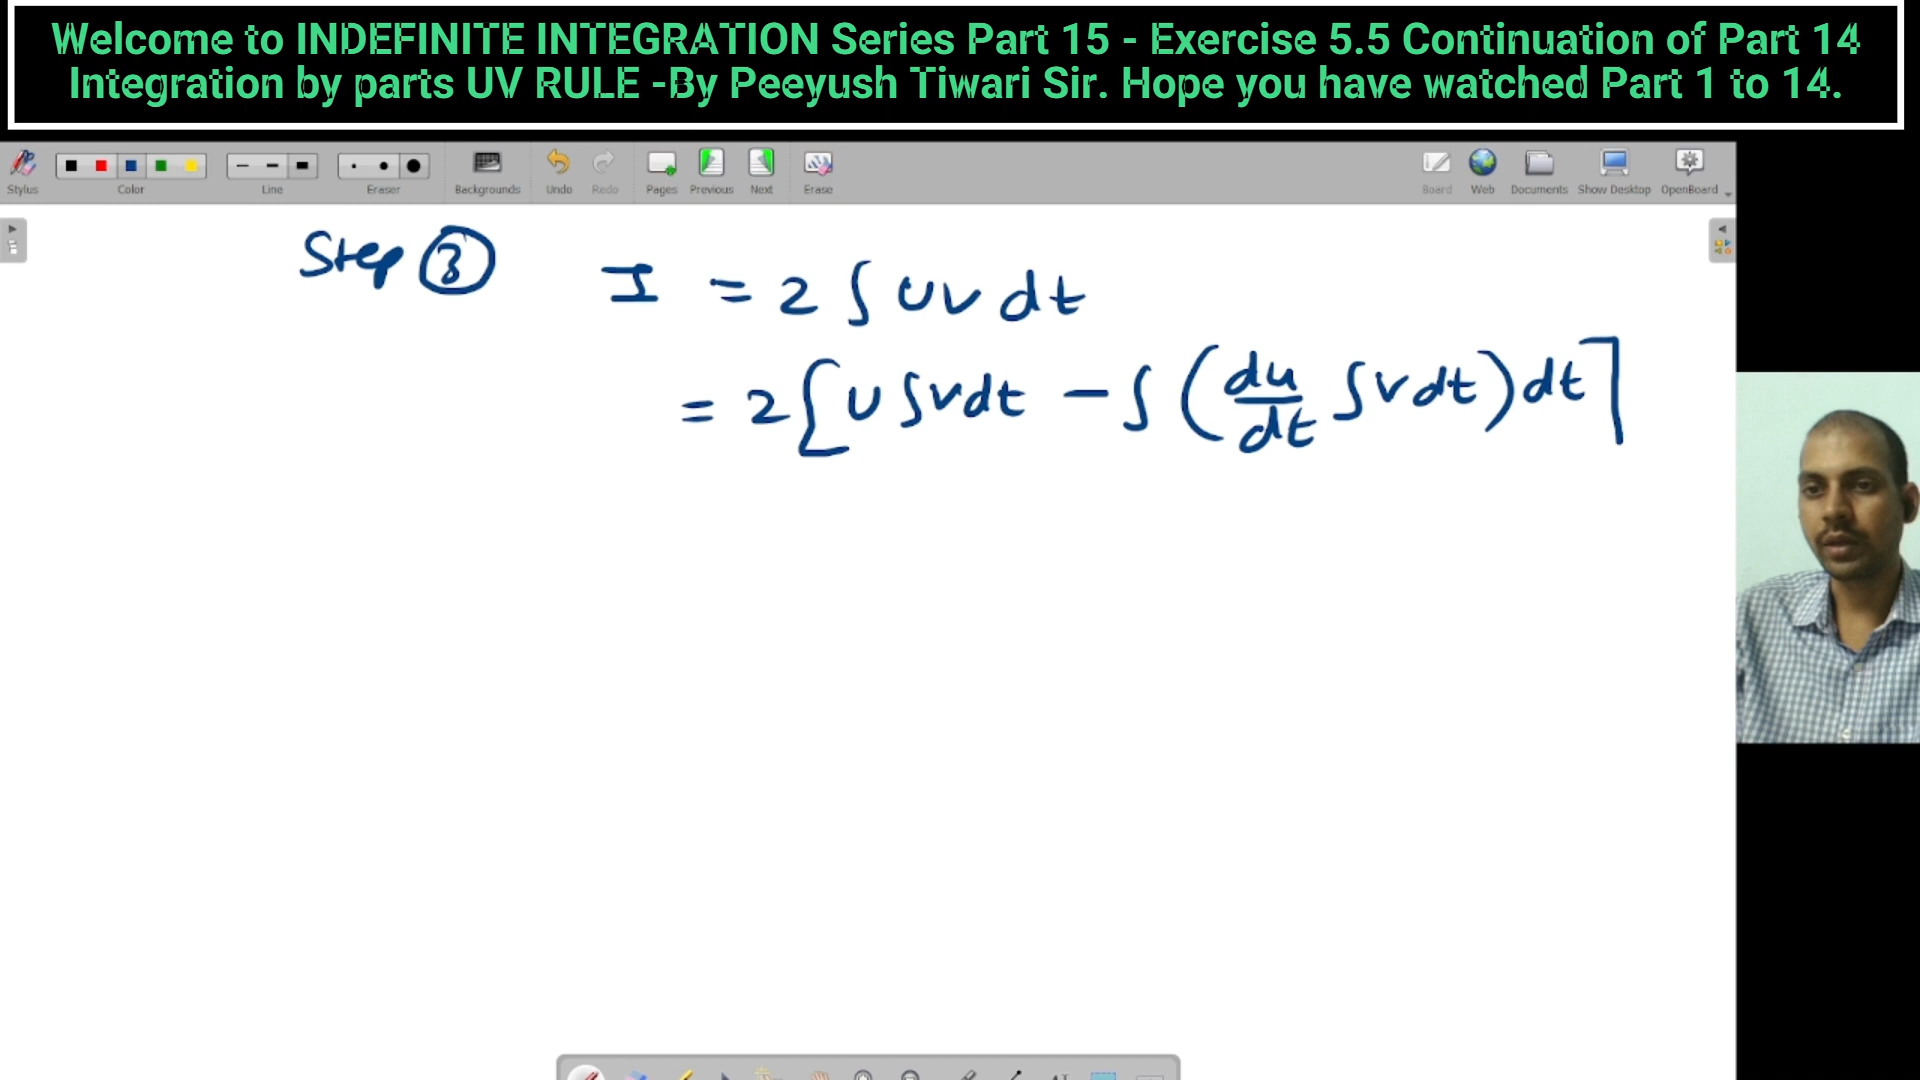 Welcome to INDEFINITE INTEGRATION Series Part 15 - Exercise 5.5 Continuation of Part 14
Integration by parts UV RULE -By Peeyush Tiwari Sir. Hope you have watched Part 1 to 14.
Stylus Color Line Eraser Backgrounds Undo Redo Pages Previous Next Erase Board Web Documents Show Desktop OpenBoard
Step ③ I = 2 ∫ UV dt
= 2 [U ∫V dt - ∫ (du/dt ∫V dt) dt]